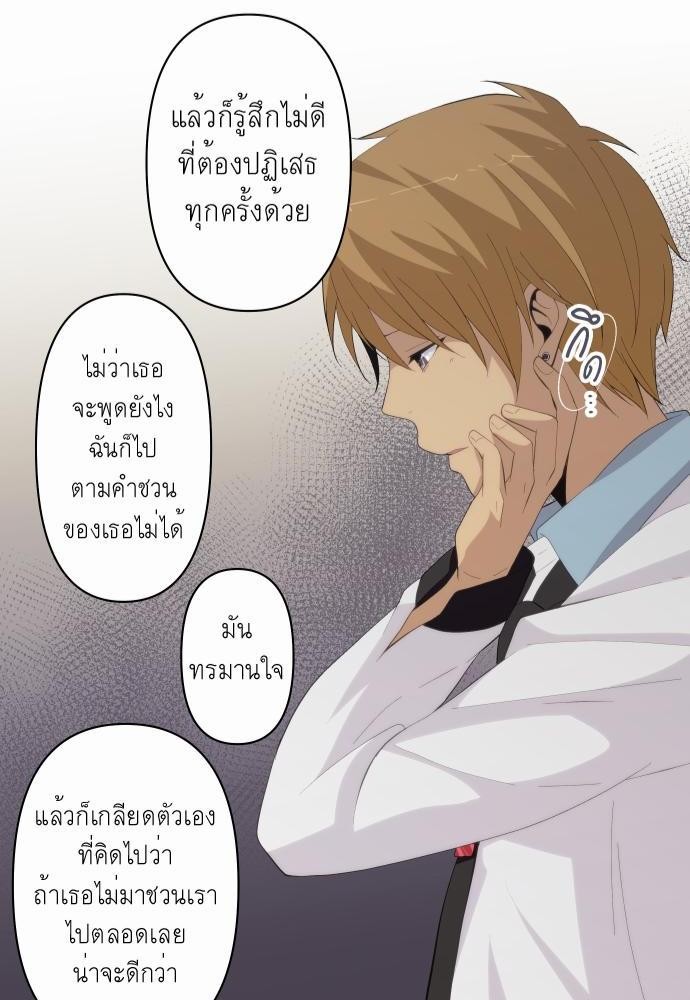 แล้วก็รู้สึกไม่ดี
ที่ต้องปฏิเสธ
ทุกครั้งด้วย
กึด...
ไม่ว่าเธอ
จะพูดยังไง
ฉันก็ไป
ตามคำชวน
ของเธอไม่ได้
มัน
ทรมานใจ
แล้วก็เกลียดตัวเอง
ที่คิดไปว่า
ถ้าเธอไม่มาชวนเรา
ไปตลอดเลย
น่าจะดีกว่า